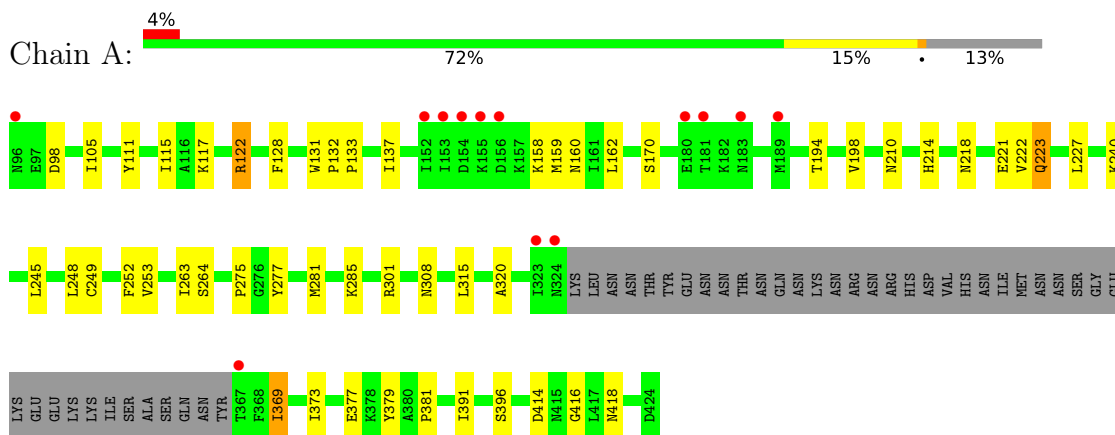 4%
Chain A:
72% 15% • 13%
N96 E97 D98 I105 Y111 I115 A116 K117 R122 F128 W131 P132 P133 I137 I152 I153 D154 K155 D156 K157 K158 M159 N160 I161 L162 S170 E180 T181 K182 N183 M189 T194 V198 N210 H214 N218 E221 V222 Q223 L227
L245 L248 C249 F252 V253 I263 S264 P275 G276 Y277 M281 K285 R301 N308 L315 A320 I323 N324 LYS LEU ASN ASN THR TYR GLU ASN ASN THR ASN GLN ASN LYS ASN ARG ASN ARG HIS ASP VAL HIS ASN ILE MET ASN ASN SER GLY
LYS GLU GLU LYS LYS ILE SER ALA SER GLN ASN TYR T367 F368 I369 I373 E377 K378 Y379 A380 P381 I391 S396 D414 N415 G416 L417 N418 D424